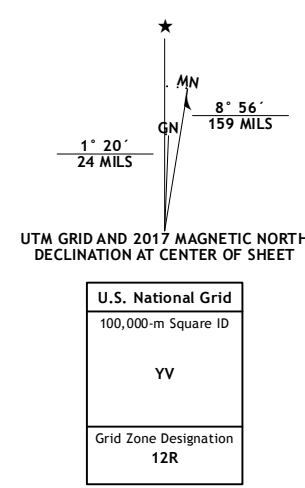 ★
MN
GN
8° 56´
159 MILS
1° 20´
24 MILS
UTM GRID AND 2017 MAGNETIC NORTH
DECLINATION AT CENTER OF SHEET
U.S. National Grid
100,000-m Square ID
YV
Grid Zone Designation
12R